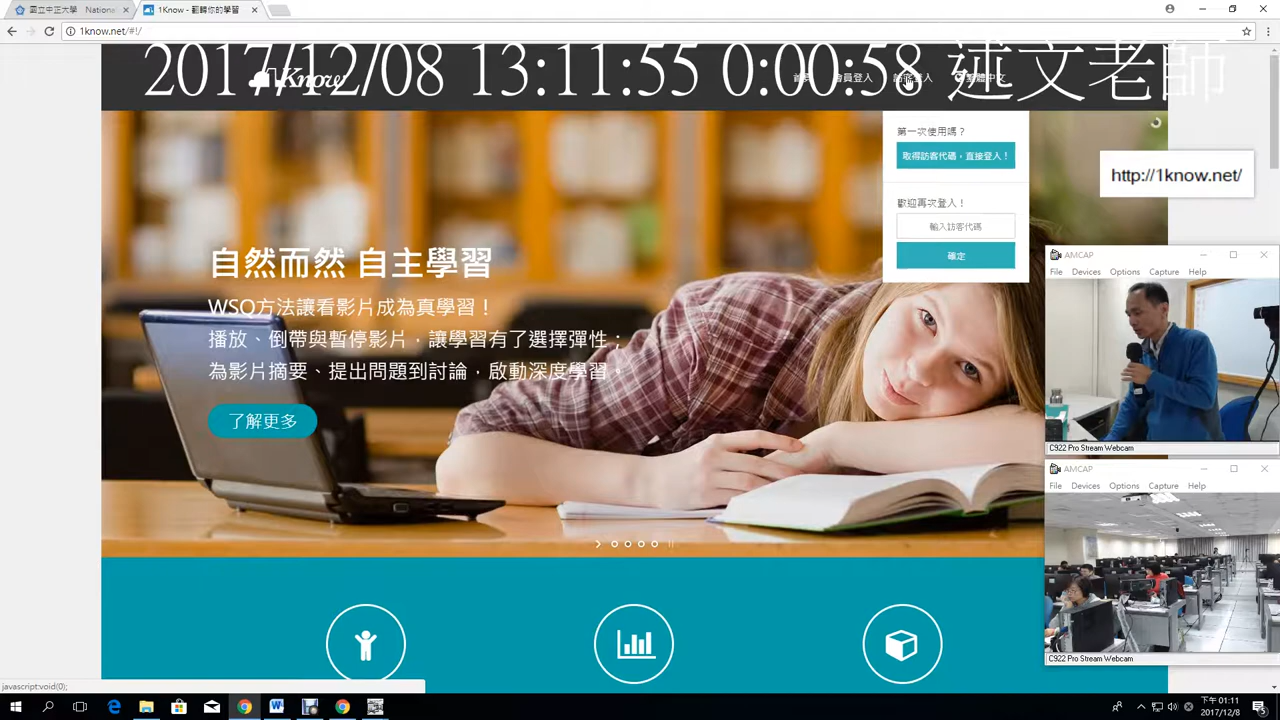 國立中正大學 Nationa
1Know - 翻轉你的學習
1know.net/#!/
2017/12/08 13:11:55 0:00:58 述文老師
1Know
首頁
會員登入
訪客登入
繁體中文
第一次使用嗎？
取得訪客代碼，直接登入！
歡迎再次登入！
輸入訪客代碼
確定
http://1know.net/
自然而然 自主學習
WSQ方法讓看影片成為真學習！
播放、倒帶與暫停影片，讓學習有了選擇彈性；
為影片摘要、提出問題到討論，啟動深度學習。
了解更多
AMCAP
File Devices Options Capture Help
C922 Pro Stream Webcam
AMCAP
File Devices Options Capture Help
C922 Pro Stream Webcam
javascript:void(0);
下午 01:11
2017/12/8